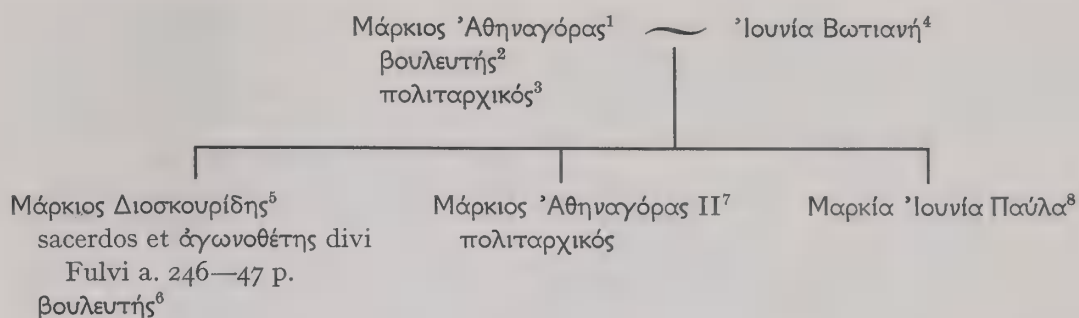 Μάρκιος Ἀθηναγόρας¹ ~ Ἰουνία Βωτιανή⁴
βουλευτής²
πολιταρχικός³
Μάρκιος Διοσκουρίδης⁵ Μάρκιος Ἀθηναγόρας II⁷ Μαρκία Ἰουνία Παύλα⁸
sacerdos et ἀγωνοθέτης divi πολιταρχικός
Fulvi a. 246—47 p.
βουλευτής⁶